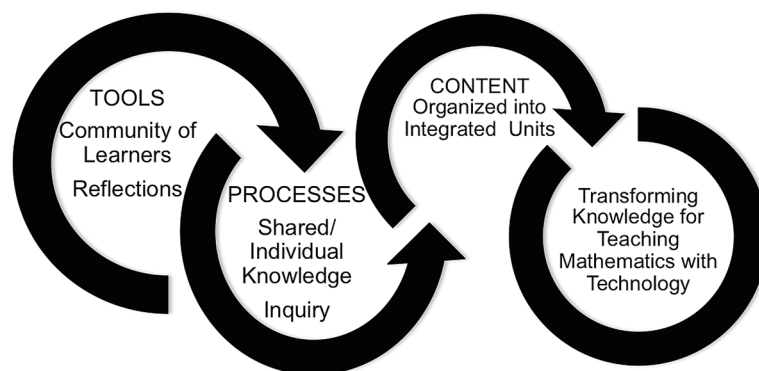 TOOLS
Community of
Learners
Reflections
PROCESSES
Shared/
Individual
Knowledge
Inquiry
CONTENT
Organized into
Integrated Units
Transforming
Knowledge for
Teaching
Mathematics with
Technology